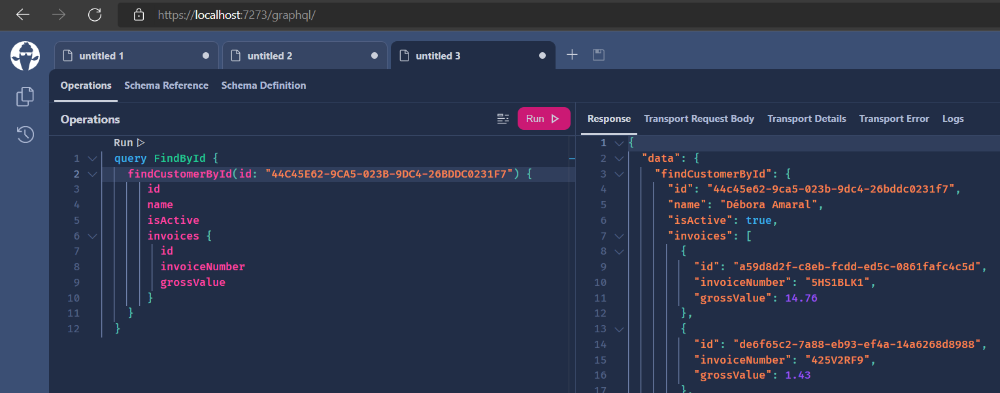 https://localhost:7273/graphql/
untitled 1
untitled 2
untitled 3
Operations Schema Reference Schema Definition
Operations
Run
Response Transport Request Body Transport Details Transport Error Logs
Run
1 query FindById {
2 findCustomerById(id: "44C45E62-9CA5-023B-9DC4-26BDDC0231F7") {
3 id
4 name
5 isActive
6 invoices {
7 id
8 invoiceNumber
9 grossValue
10 }
11 }
12 }
1 {
2 "data": {
3 "findCustomerById": {
4 "id": "44c45e62-9ca5-023b-9dc4-26bddc0231f7",
5 "name": "Débora Amaral",
6 "isActive": true,
7 "invoices": [
8 {
9 "id": "a59d8d2f-c8eb-fcdd-ed5c-0861fafc4c5d",
10 "invoiceNumber": "5HS1BLK1",
11 "grossValue": 14.76
12 },
13 {
14 "id": "de6f65c2-7a88-eb93-ef4a-14a6268d8988",
15 "invoiceNumber": "425V2RF9",
16 "grossValue": 1.43
17 },